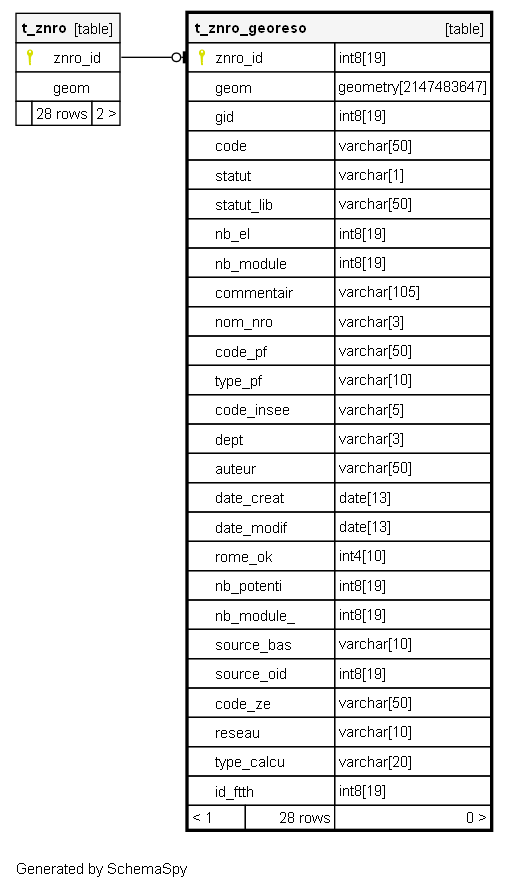 t_znro [table]
znro_id
geom
28 rows 2 >
t_znro_georeso [table]
znro_id int8[19]
geom geometry[2147483647]
gid int8[19]
code varchar[50]
statut varchar[1]
statut_lib varchar[50]
nb_el int8[19]
nb_module int8[19]
commentair varchar[105]
nom_nro varchar[3]
code_pf varchar[50]
type_pf varchar[10]
code_insee varchar[5]
dept varchar[3]
auteur varchar[50]
date_creat date[13]
date_modif date[13]
rome_ok int4[10]
nb_potenti int8[19]
nb_module_ int8[19]
source_bas varchar[10]
source_oid int8[19]
code_ze varchar[50]
reseau varchar[10]
type_calcu varchar[20]
id_ftth int8[19]
< 1 28 rows 0 >
Generated by SchemaSpy